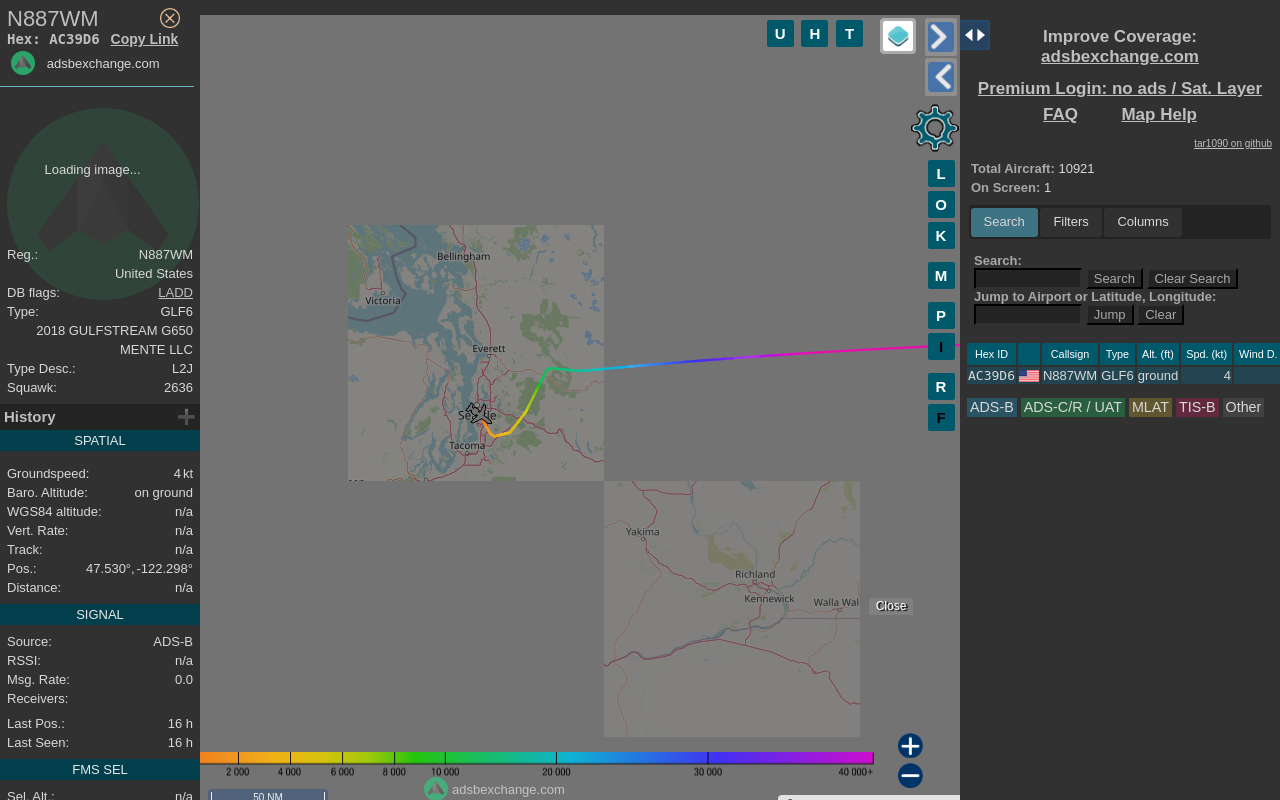 N887WM
Hex: AC39D6 Copy Link
adsbexchange.com
Loading image...
Reg.: N887WM
United States
DB flags: LADD
Type: GLF6
2018 GULFSTREAM G650
MENTE LLC
Type Desc.: L2J
Squawk: 2636
History
SPATIAL
Groundspeed: 4 kt
Baro. Altitude: on ground
WGS84 altitude: n/a
Vert. Rate: n/a
Track: n/a
Pos.: 47.530°, -122.298°
Distance: n/a
SIGNAL
Source: ADS-B
RSSI: n/a
Msg. Rate: 0.0
Receivers:
Last Pos.: 16 h
Last Seen: 16 h
FMS SEL
Sel. Alt.: n/a
U H T
L
O
K
M
P
I
R
F
Bellingham
Victoria
Everett
Tacoma
Yakima
Richland
Kennewick
Walla Wal
Close
2 000 4 000 6 000 8 000 10 000 20 000 30 000 40 000+
adsbexchange.com
50 NM
Improve Coverage:
adsbexchange.com
Premium Login: no ads / Sat. Layer
FAQ Map Help
tar1090 on github
Total Aircraft: 10921
On Screen: 1
Search Filters Columns
Search:
Search Clear Search
Jump to Airport or Latitude, Longitude:
Jump Clear
Hex ID Callsign Type Alt. (ft) Spd. (kt) Wind D.
AC39D6 N887WM GLF6 ground 4
ADS-B ADS-C/R / UAT MLAT TIS-B Other